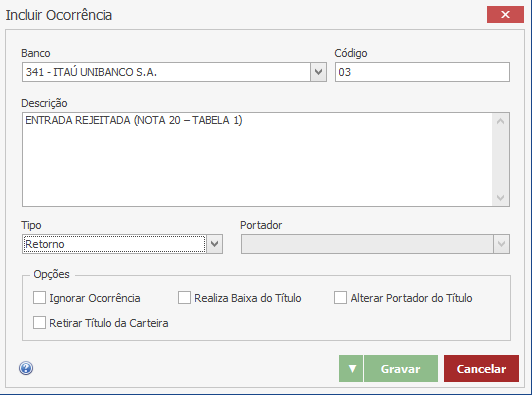 Incluir Ocorrência
Banco
Código
341 - ITAÚ UNIBANCO S.A.
03
Descrição
ENTRADA REJEITADA (NOTA 20 – TABELA 1)
Tipo
Portador
Retorno
Opções
Ignorar Ocorrência
Realiza Baixa do Título
Alterar Portador do Título
Retirar Título da Carteira
Gravar
Cancelar